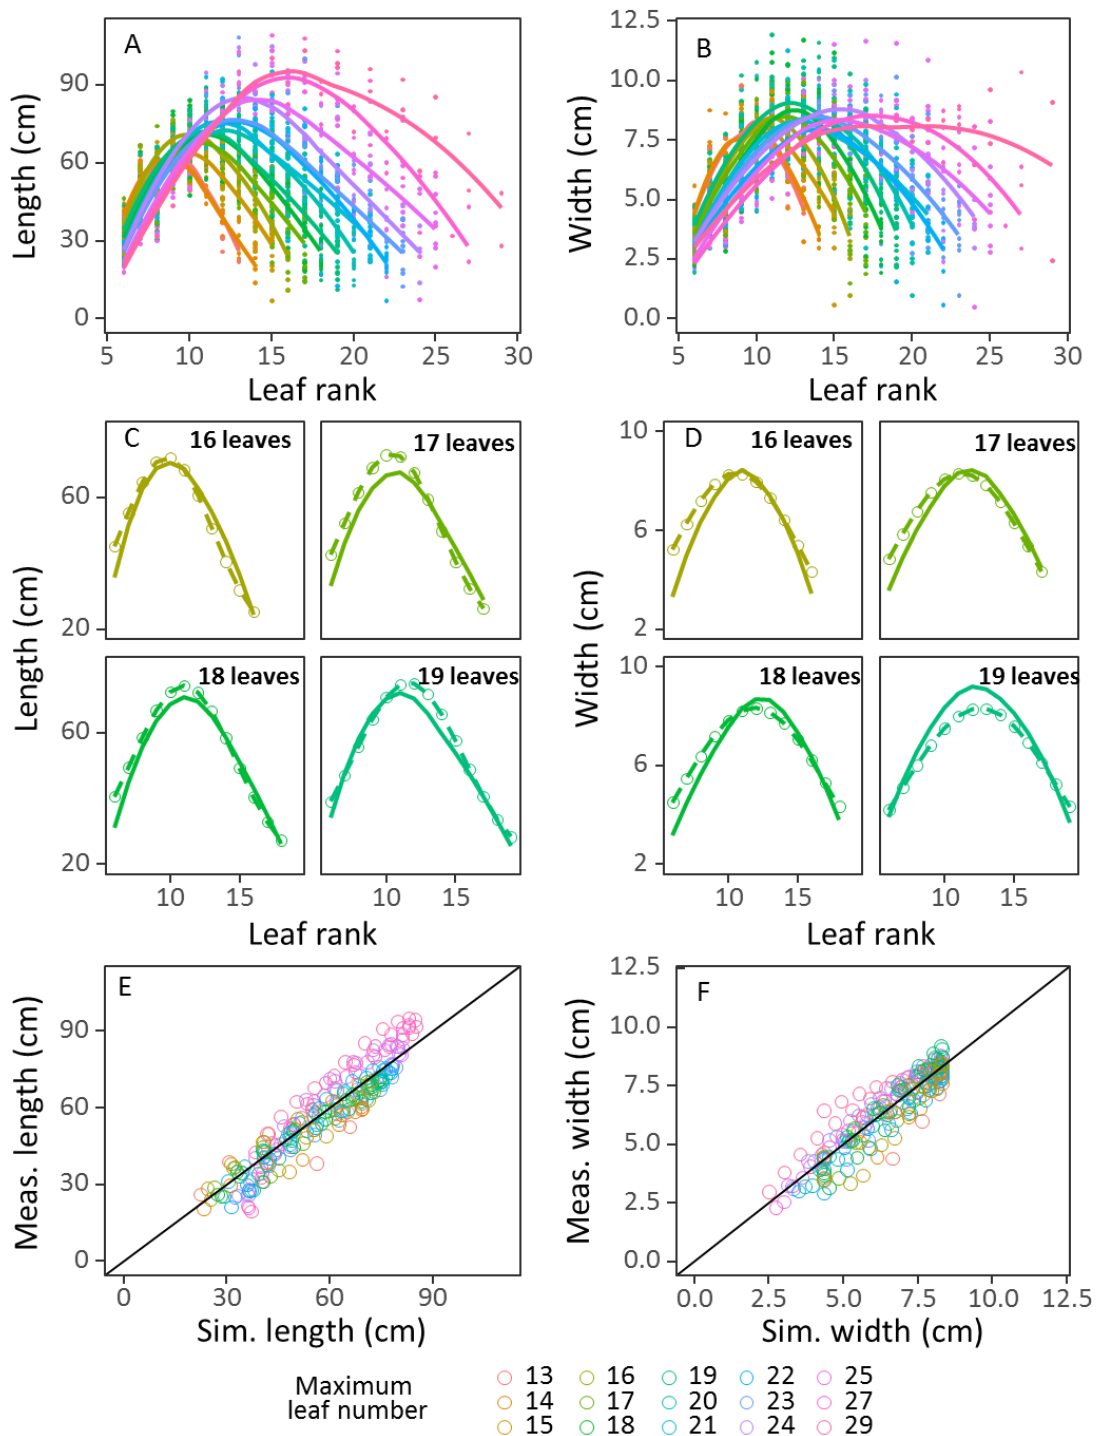 A
90
60
30
0
Length (cm)
5 10 15 20 25 30
Leaf rank
B
12.5
10.0
7.5
5.0
2.5
0.0
Width (cm)
5 10 15 20 25 30
Leaf rank
C
16 leaves
17 leaves
60
20
18 leaves
19 leaves
60
20
Length (cm)
10 15 10 15
Leaf rank
D
16 leaves
17 leaves
10
6
2
18 leaves
19 leaves
10
6
2
Width (cm)
10 15 10 15
Leaf rank
E
90
60
30
0
Meas. length (cm)
0 30 60 90
Sim. length (cm)
F
12.5
10.0
7.5
5.0
2.5
0.0
Meas. width (cm)
0.0 2.5 5.0 7.5 10.0 12.5
Sim. width (cm)
Maximum
leaf number
13 16 19 22 25
14 17 20 23 27
15 18 21 24 29